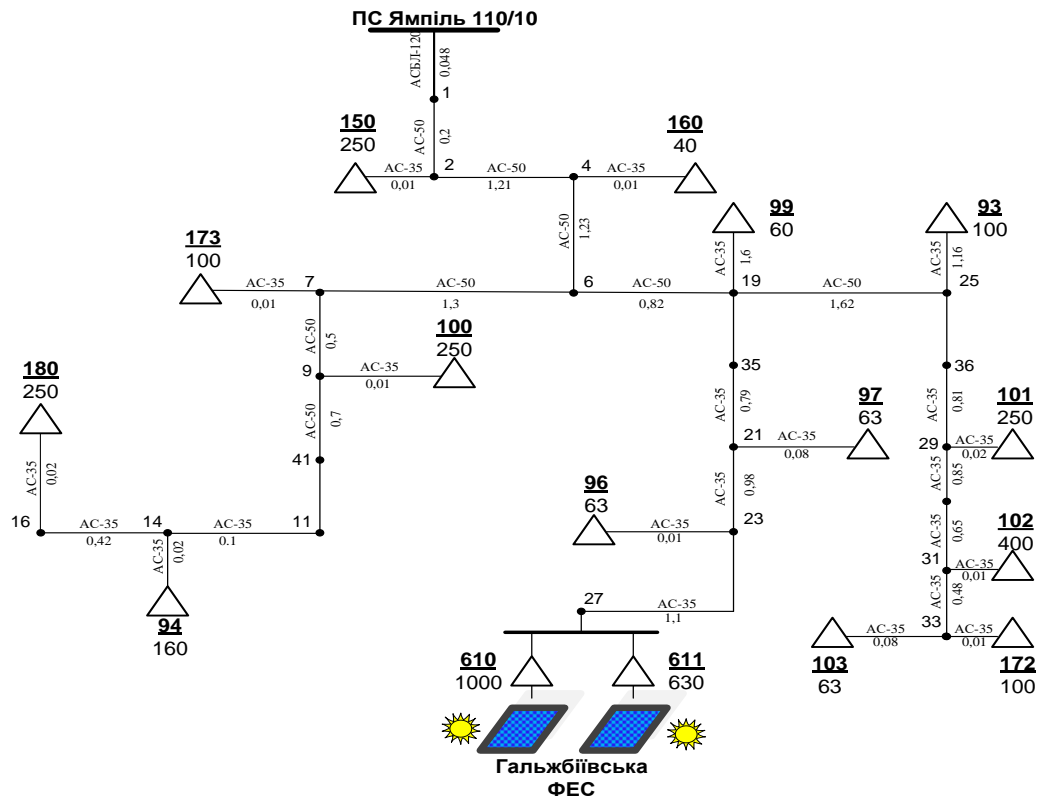 ПС Ямпіль 110/10
АСБЛ-120
0,048
1
АС-50
0,2
150
250
АС-35
0,01
2
АС-50
1,21
4
АС-35
0,01
160
40
АС-50
1,23
99
60
АС-35
1,6
93
100
АС-35
1,16
173
100
АС-35
0,01
7
АС-50
1,3
6
АС-50
0,82
19
АС-50
1,62
25
АС-50
0,5
100
250
9
АС-35
0,01
35
36
180
250
АС-50
0,7
АС-35
0,79
97
63
АС-35
0,81
101
250
21
АС-35
0,08
29
АС-35
0,02
АС-35
0,02
41
96
63
АС-35
0,98
АС-35
0,85
16
АС-35
0,42
14
АС-35
0.1
11
АС-35
0,01
23
АС-35
0,65
102
400
31
АС-35
0,01
АС-35
0,02
94
160
27
АС-35
1,1
АС-35
0,48
33
АС-35
0,08
АС-35
0,01
103
63
172
100
610
1000
611
630
Гальжбіївська
ФЕС